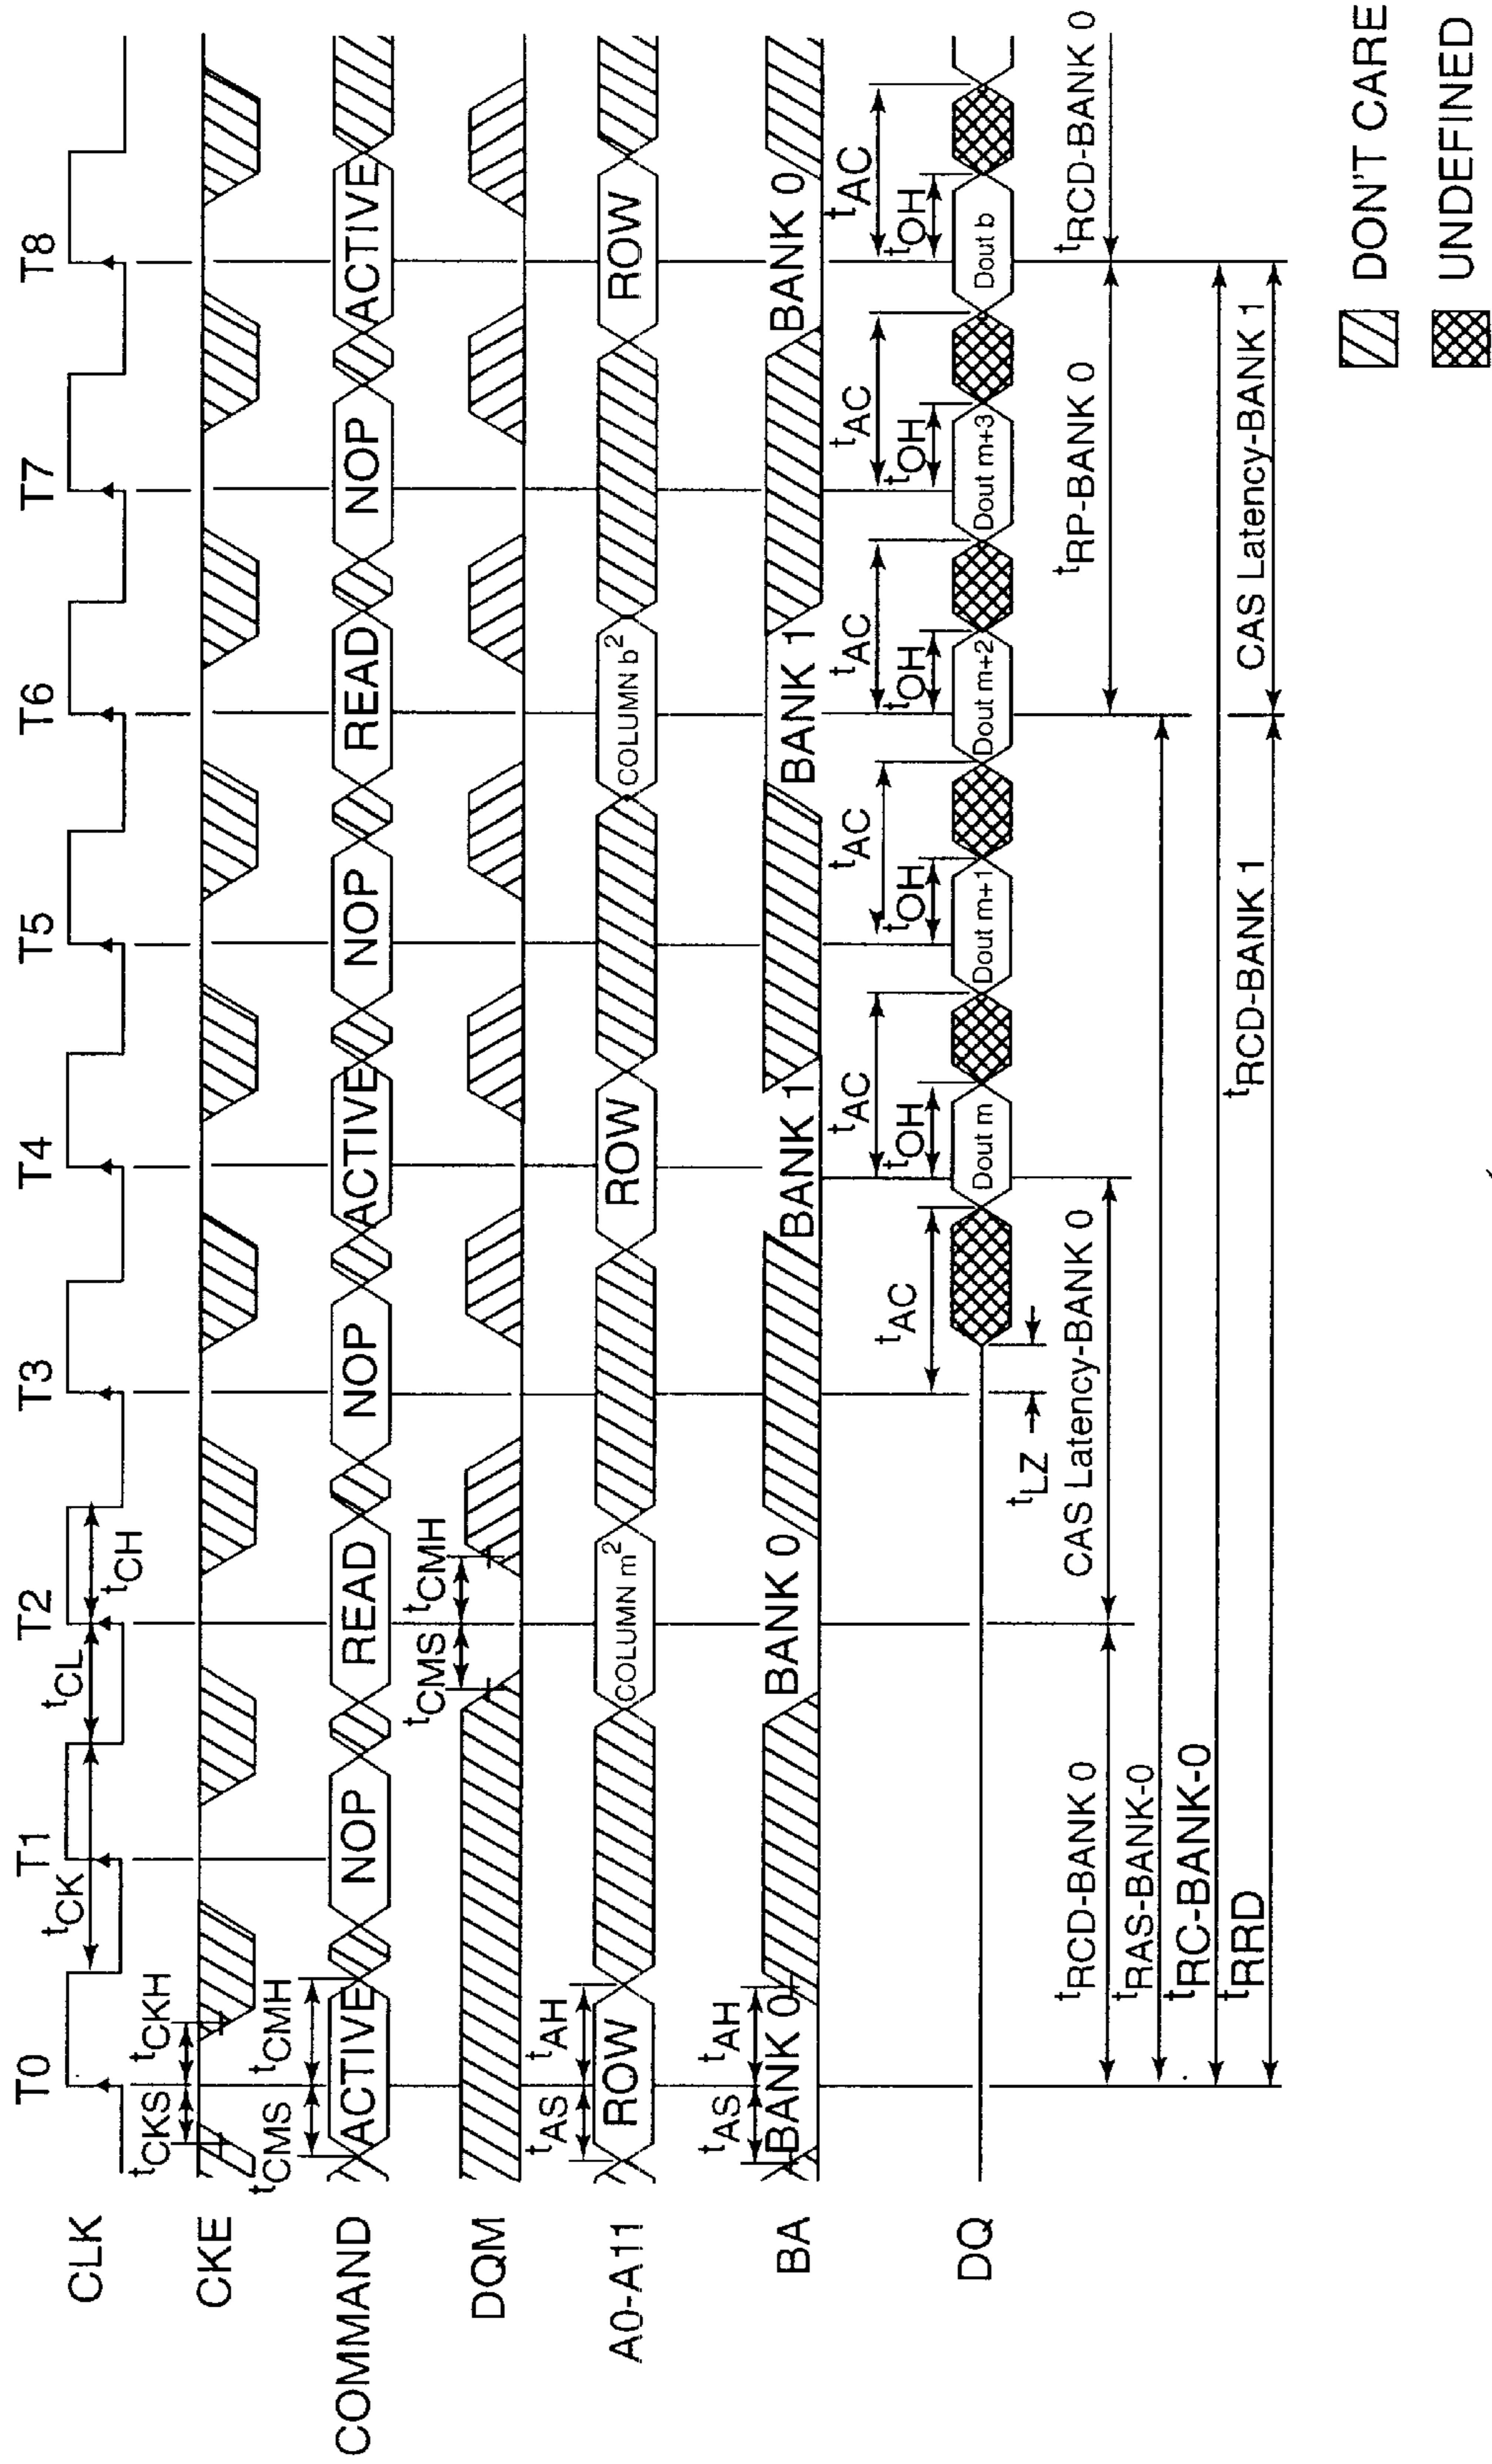 T0 T1 T2 T3 T4 T5 T6 T7 T8
CLK
tCK tCL tCH
tCKS tCKH
CKE
tCMS tCMH
COMMAND ACTIVE NOP READ NOP ACTIVE NOP READ NOP ACTIVE
tCMS tCMH
DQM
tAS tAH
A0-A11 ROW COLUMN m2 ROW COLUMN b2 ROW
tAS tAH
BA BANK 0 BANK 0 BANK 1 BANK 1 BANK 0
tAC tAC tAC tAC tAC tAC
tOH tOH tOH tOH tOH
DQ Dout m Dout m+1 Dout m+2 Dout m+3 Dout b
tLZ
tRCD-BANK 0 CAS Latency-BANK 0 tRP-BANK 0 tRCD-BANK 0
tRAS-BANK-0
tRC-BANK-0
tRRD tRCD-BANK 1 CAS Latency-BANK 1
DON'T CARE
UNDEFINED